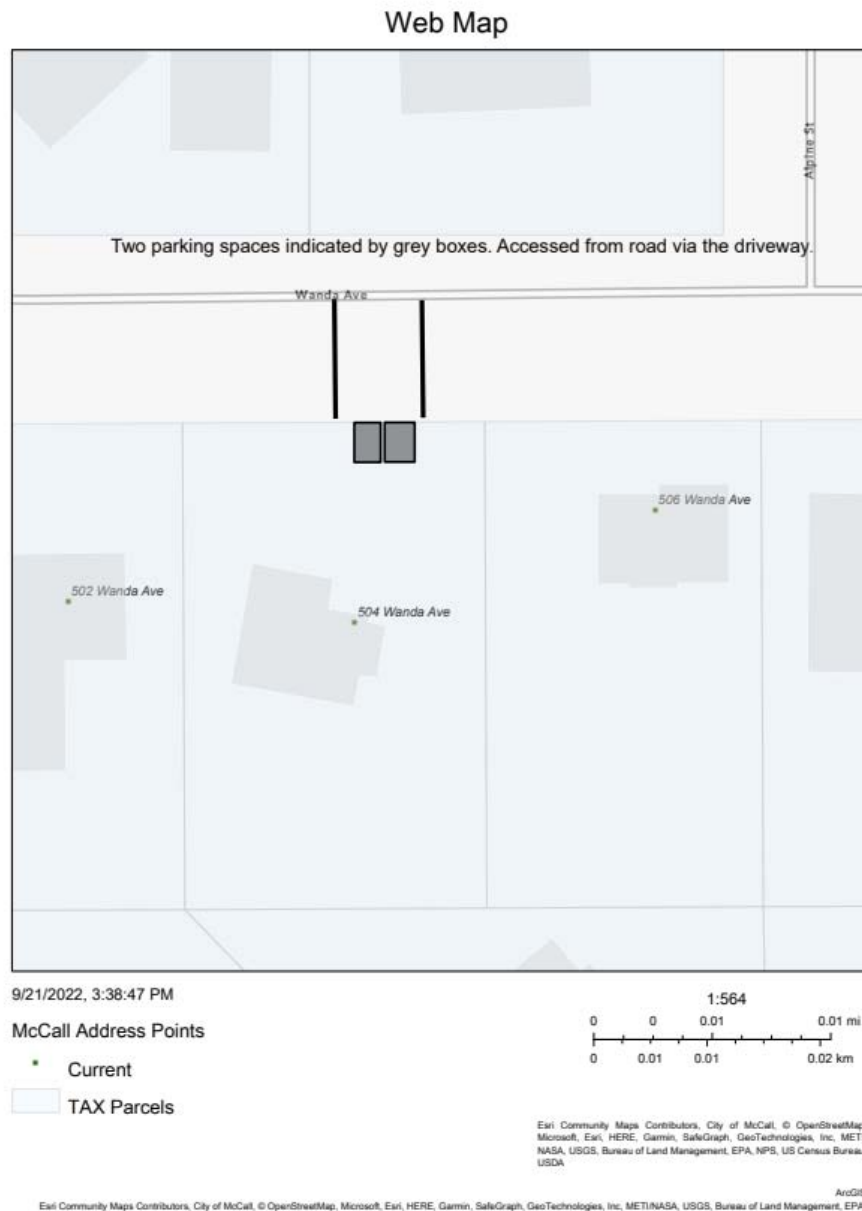 Web Map
Alpine St
Two parking spaces indicated by grey boxes. Accessed from road via the driveway.
Wanda Ave
506 Wanda Ave
502 Wanda Ave
504 Wanda Ave
9/21/2022, 3:38:47 PM
McCall Address Points
Current
TAX Parcels
1:564
0 0 0.01 0.01 mi
0 0.01 0.01 0.02 km
Esri Community Maps Contributors, City of McCall, © OpenStreetMap
Microsoft, Esri, HERE, Garmin, SafeGraph, GeoTechnologies, Inc, METI
NASA, USGS, Bureau of Land Management, EPA, NPS, US Census Bureau
USDA
ArcGIS
Esri Community Maps Contributors, City of McCall, © OpenStreetMap, Microsoft, Esri, HERE, Garmin, SafeGraph, GeoTechnologies, Inc, METI/NASA, USGS, Bureau of Land Management, EPA